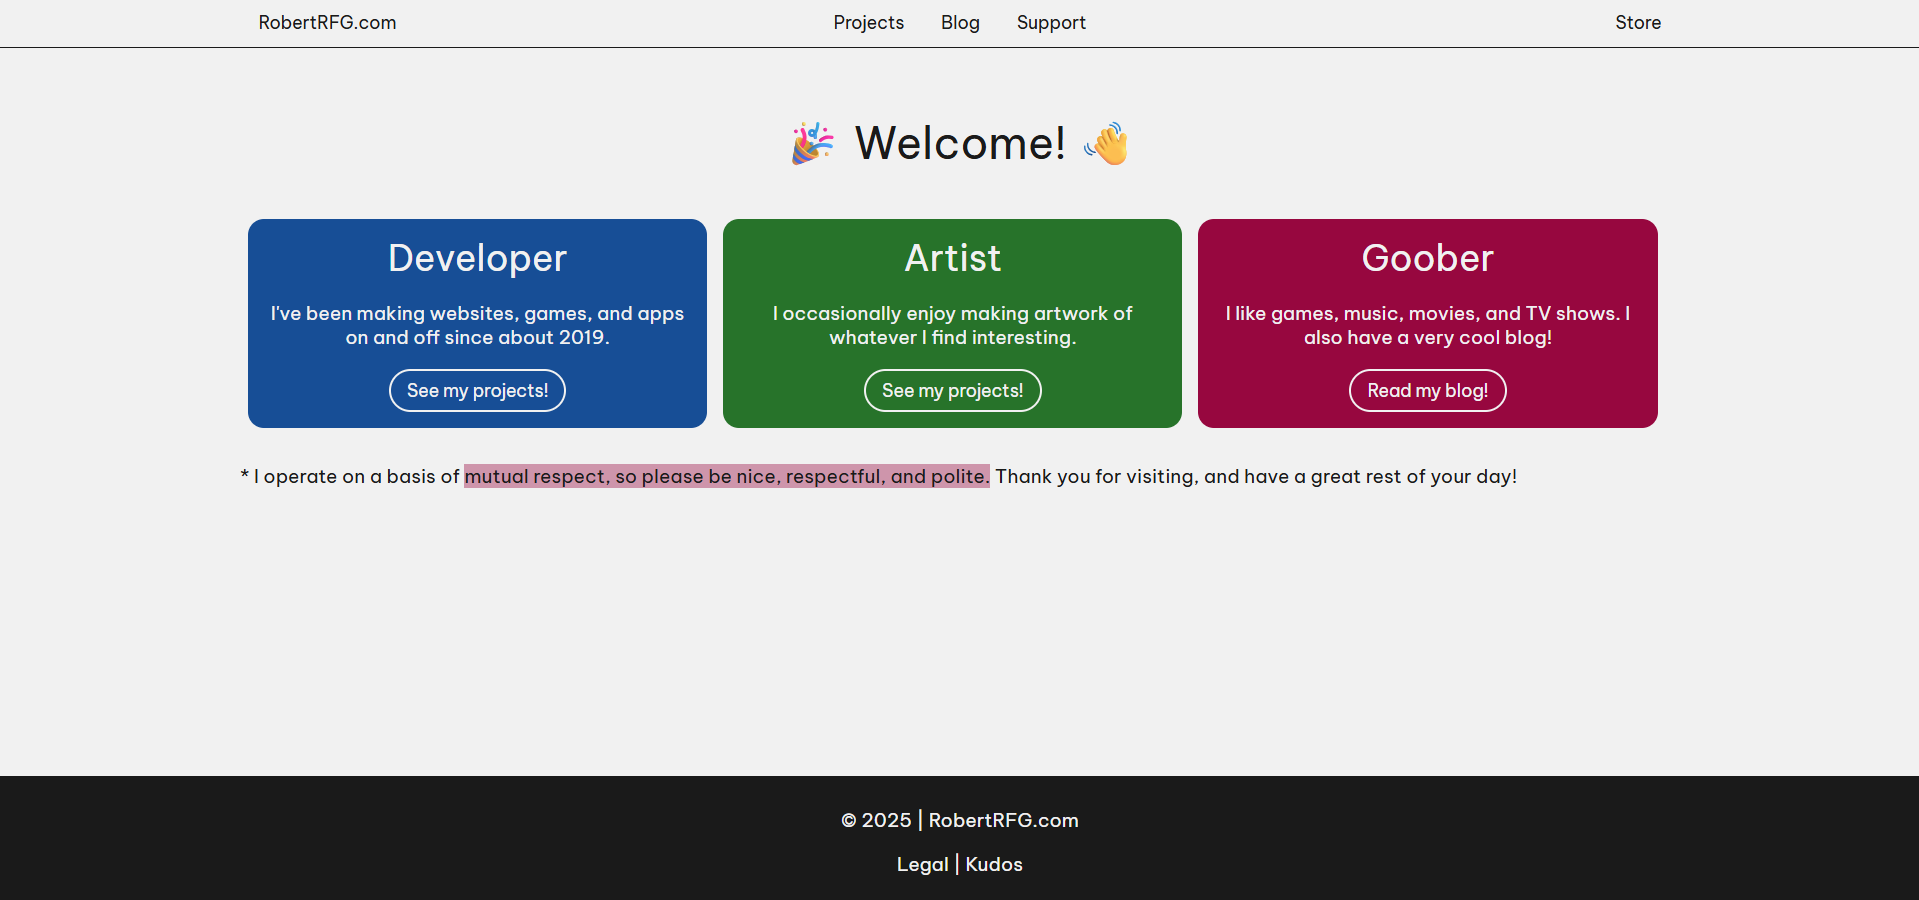 RobertRFG.com Projects Blog Support Store
🎉 Welcome! 👋
Developer
I've been making websites, games, and apps
on and off since about 2019.
See my projects!
Artist
I occasionally enjoy making artwork of
whatever I find interesting.
See my projects!
Goober
I like games, music, movies, and TV shows. I
also have a very cool blog!
Read my blog!
* I operate on a basis of mutual respect, so please be nice, respectful, and polite. Thank you for visiting, and have a great rest of your day!
© 2025 | RobertRFG.com
Legal | Kudos